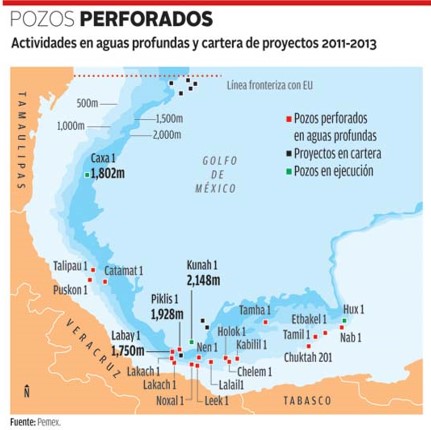 POZOS PERFORADOS
Actividades en aguas profundas y cartera de proyectos 2011-2013
TAMAULIPAS
Línea fronteriza con EU
500m
1,000m
1,500m
2,000m
Pozos perforados
en aguas profundas
Proyectos en cartera
Pozos en ejecución
Caxa 1
1,802m
GOLFO
DE
MÉXICO
Talipau 1
Catamat 1
Puskon 1
Kunah 1
2,148m
Piklis 1
1,928m
Tamha 1
Etbakel 1
Hux 1
Labay 1
1,750m
Nen 1
Holok 1
Kabilil 1
Tamil 1
Nab 1
Chuktah 201
VERACRUZ
Lakach 1
Lakach 1
Chelem 1
Lalail1
Noxal 1
Leek 1
TABASCO
Ñ
Fuente: Pemex.